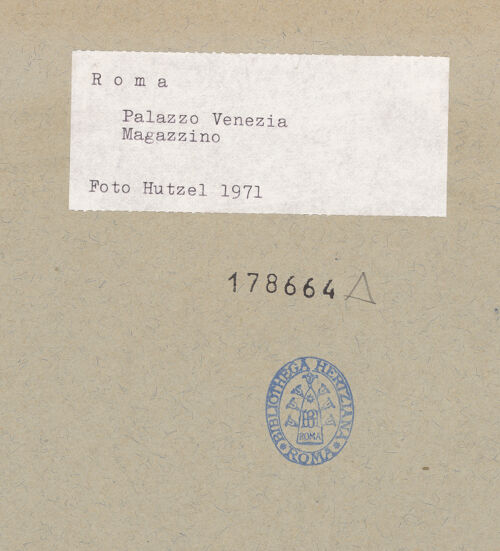 R o m a
Palazzo Venezia
Magazzino
Foto Hutzel 1971
178664 Δ
BIBLIOTHECA HERTZIANA
ROMA
ROMA